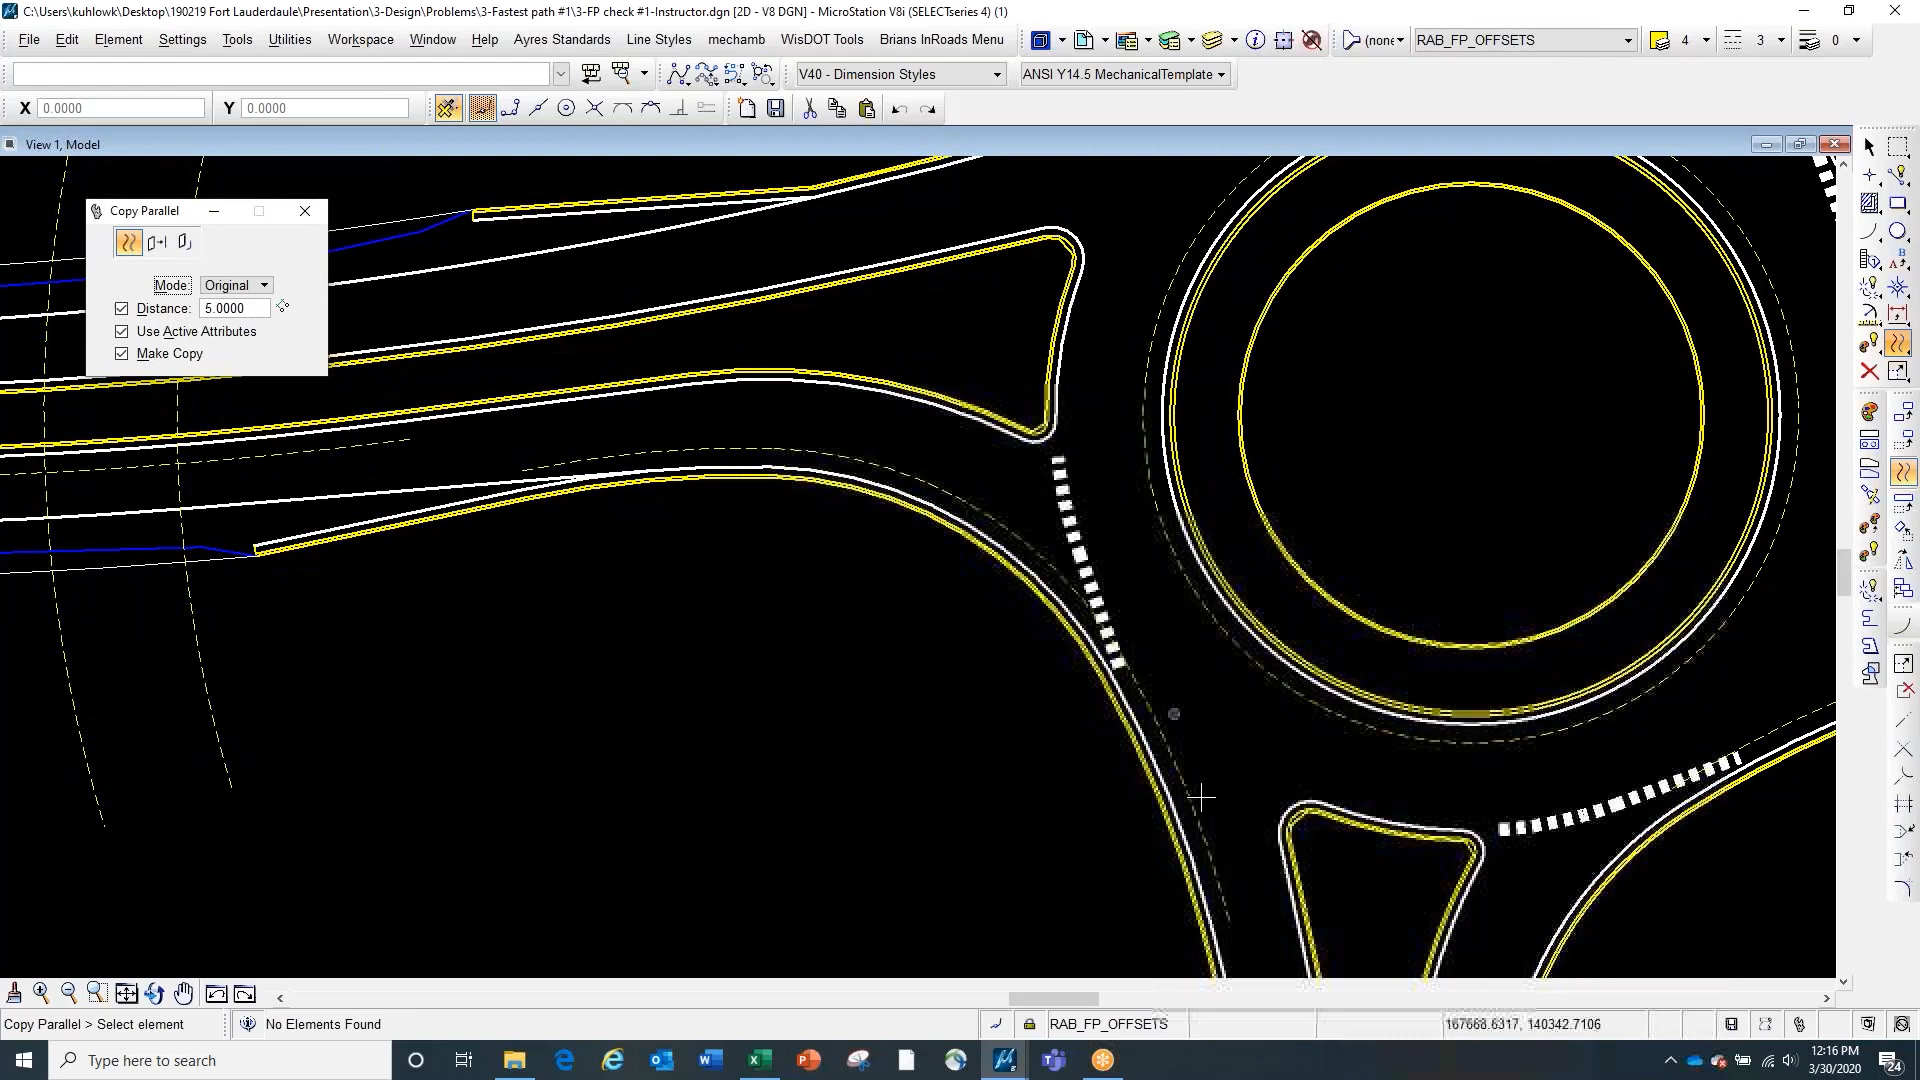 C:\Users\kuhlowk\Desktop\190219 Fort Lauderdaule\Presentation\3-Design\Problems\3-Fastest path #1\3-FP check #1-Instructor.dgn [2D - V8 DGN] - MicroStation V8i (SELECTseries 4) (1)
File Edit Element Settings Tools Utilities Workspace Window Help Ayres Standards Line Styles mechamb WisDOT Tools Brians InRoads Menu (none RAB_FP_OFFSETS 4 3 0
V40 - Dimension Styles ANSI Y14.5 MechanicalTemplate
X 0.0000 Y 0.0000
View 1, Model
Copy Parallel
Mode: Original
Distance: 5.0000
Use Active Attributes
Make Copy
Copy Parallel > Select element No Elements Found RAB_FP_OFFSETS 167668.6317, 140342.7106
Type here to search
12:16 PM
3/30/2020
24